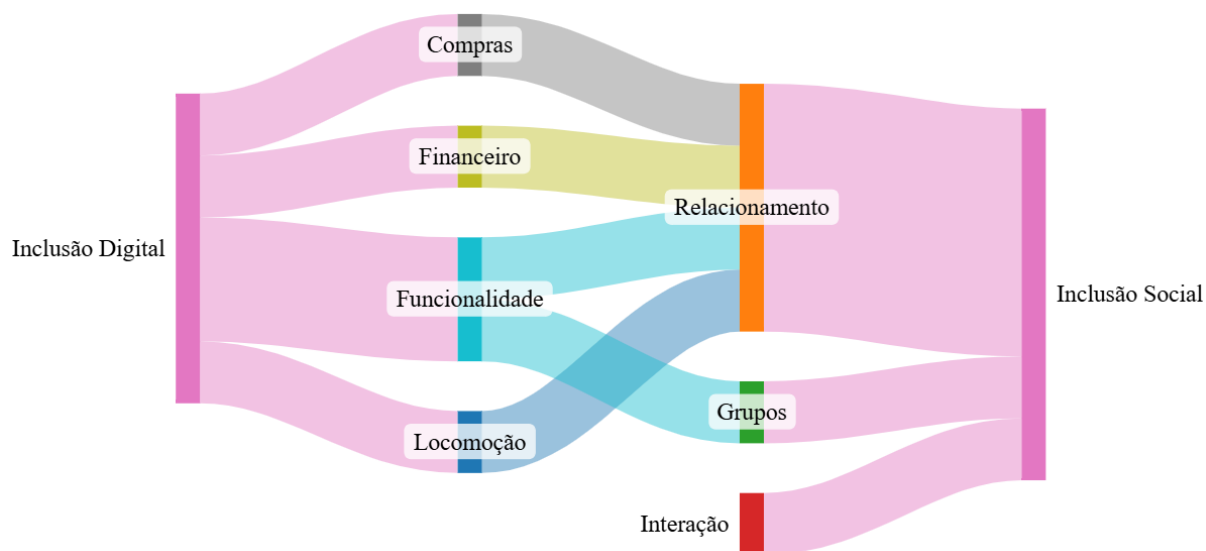 Compras
Financeiro
Relacionamento
Inclusão Digital
Funcionalidade
Inclusão Social
Grupos
Locomoção
Interação